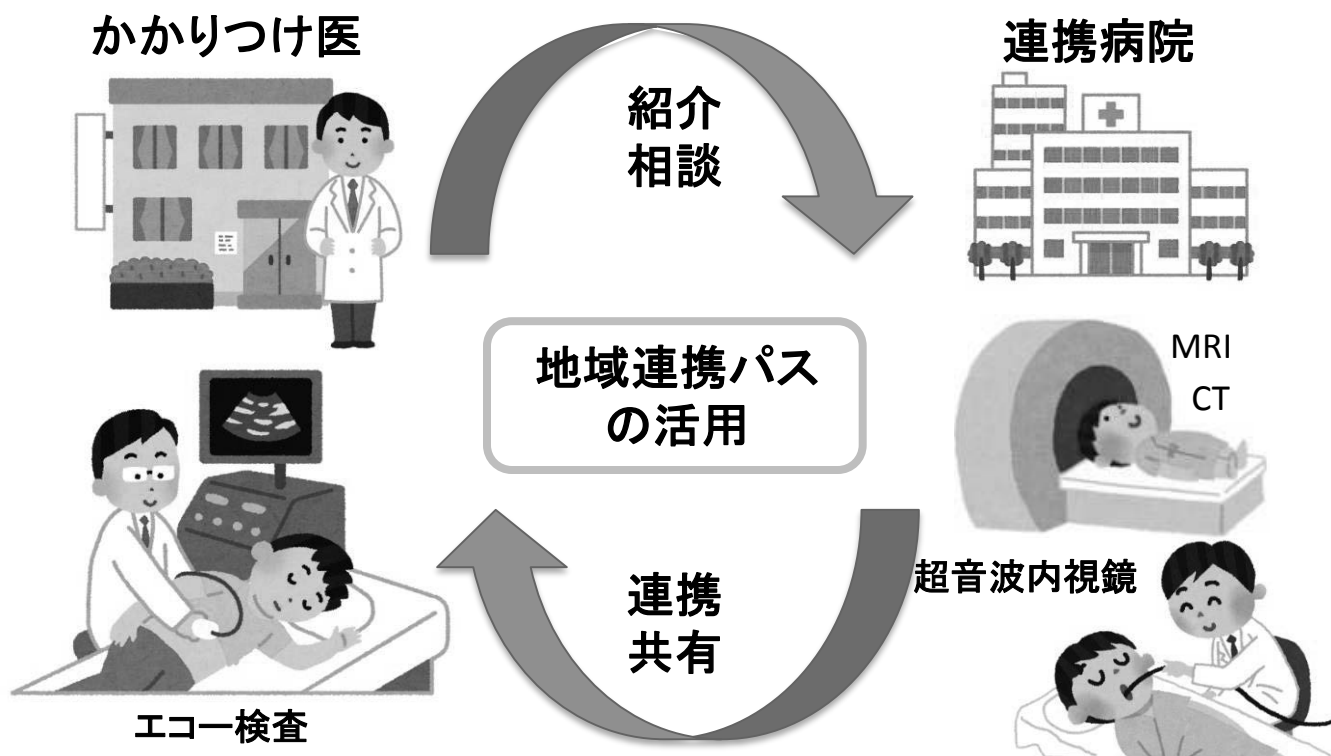 かかりつけ医
連携病院
紹介
相談
MRI
CT
地域連携パス
の活用
超音波内視鏡
連携
共有
エコー検査